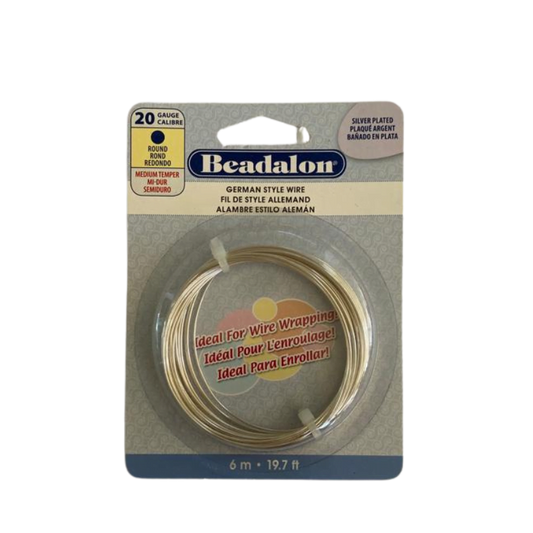 20 GAUGE
CALIBRE
ROUND
ROND
REDONDO
MEDIUM TEMPER
MI-DUR
SEMIDURO
SILVER PLATED
PLAQUÉ ARGENT
BAÑADO EN PLATA
Beadalon®
GERMAN STYLE WIRE
FIL DE STYLE ALLEMAND
ALAMBRE ESTILO ALEMÁN
Ideal For Wire Wrapping!
Idéal Pour L'enroulage!
Ideal Para Enrollar!
6 m • 19.7 ft